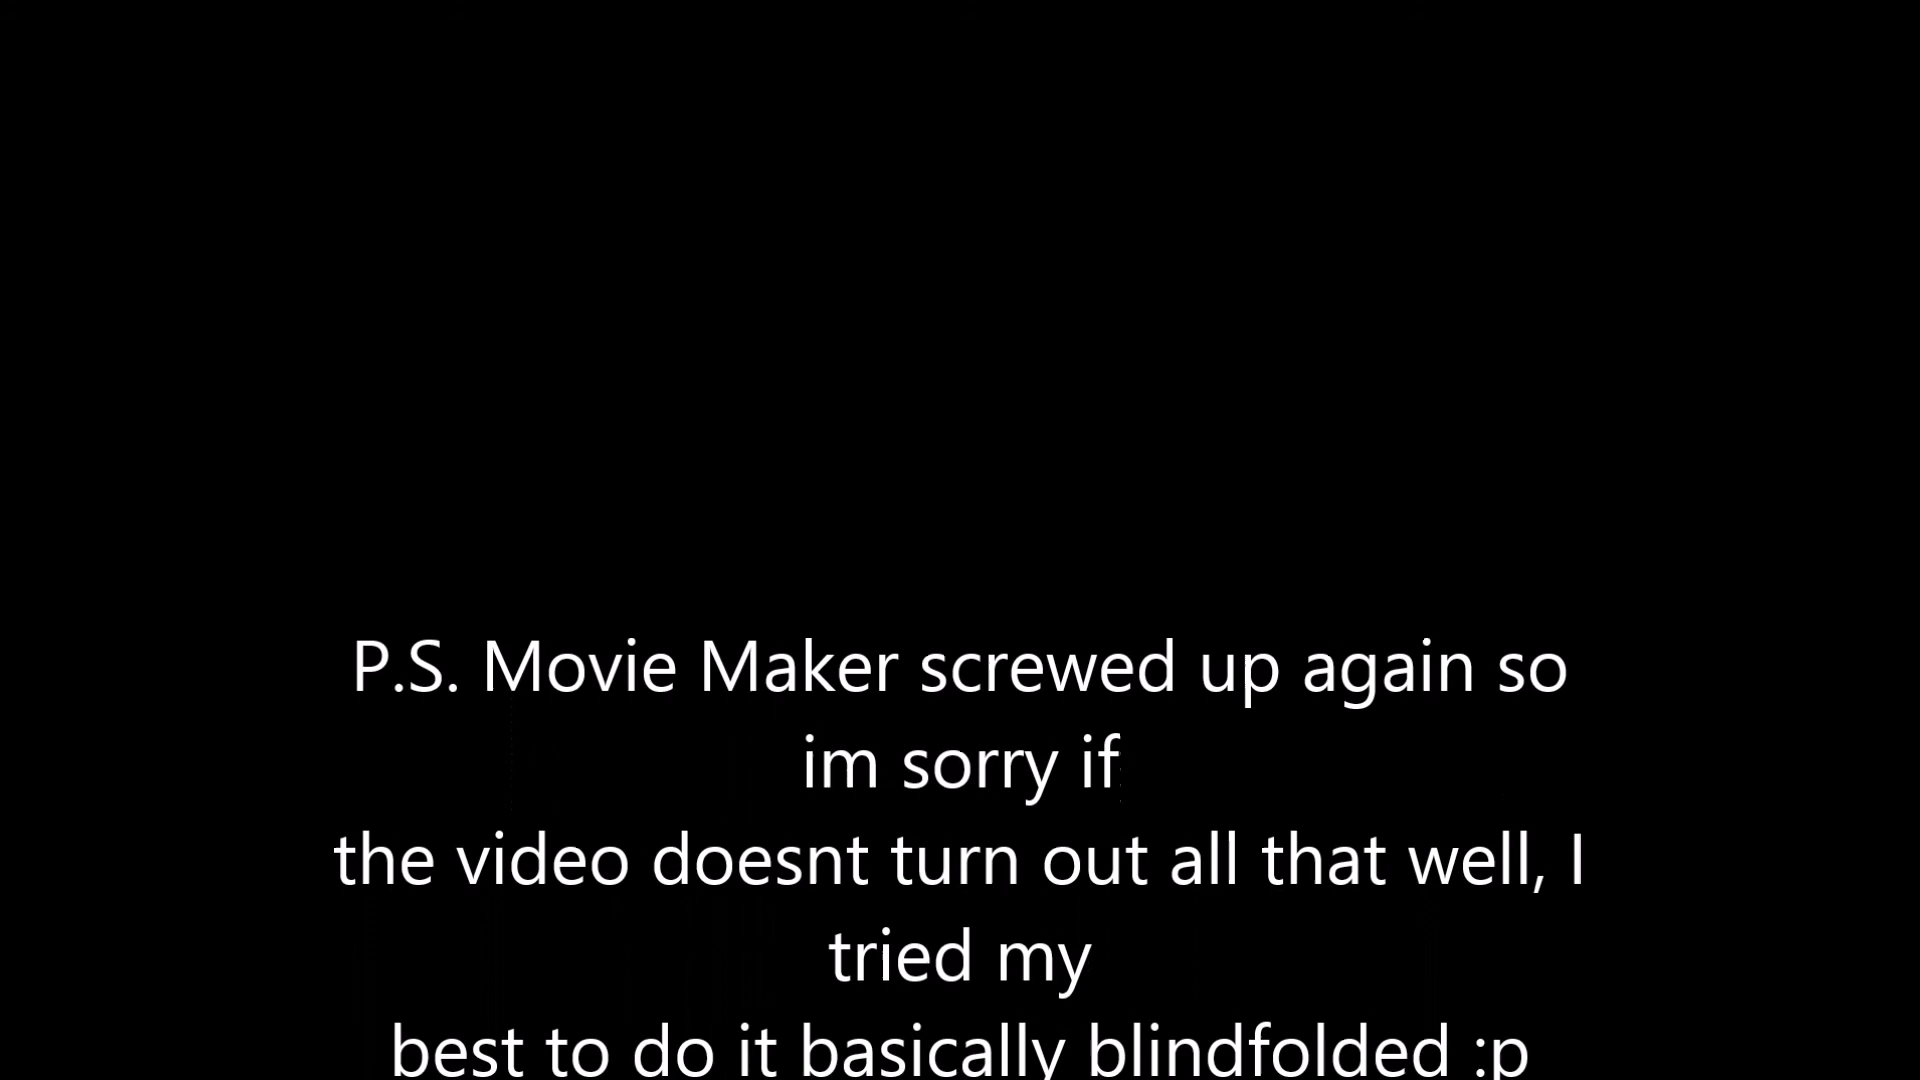 P.S. Movie Maker screwed up again so
im sorry if
the video doesnt turn out all that well, I
tried my
best to do it basically blindfolded :p